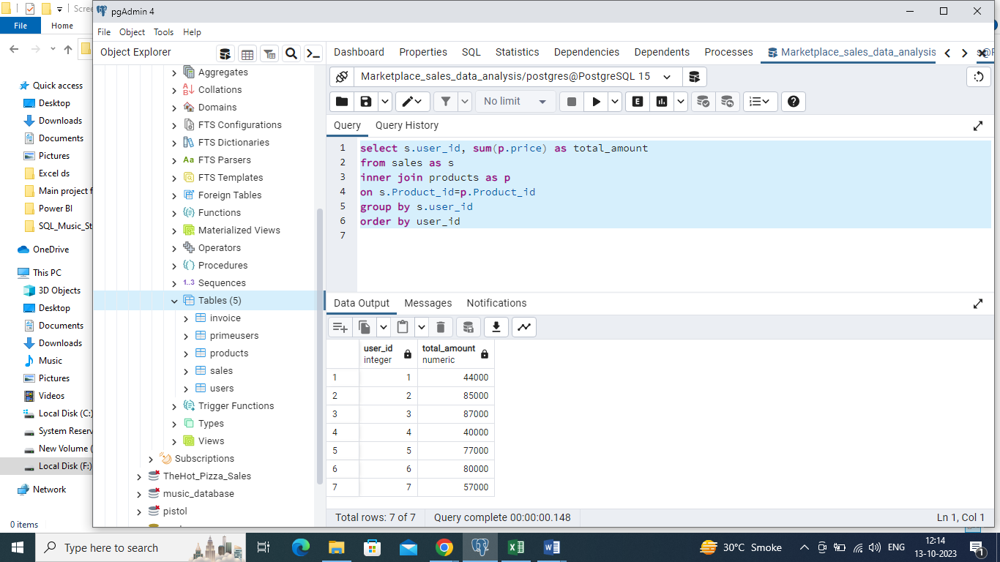 Scree
File
Home
Quick access
Desktop
Downloads
Documents
Pictures
Excel ds
Main project f
Power BI
SQL_Music_St
OneDrive
This PC
3D Objects
Desktop
Documents
Downloads
Music
Pictures
Videos
Local Disk (C:)
System Reserv
New Volume (
Local Disk (F:)
Network
0 items
pgAdmin 4
File Object Tools Help
Object Explorer
Aggregates
Collations
Domains
FTS Configurations
FTS Dictionaries
Aa FTS Parsers
FTS Templates
Foreign Tables
Functions
Materialized Views
Operators
Procedures
1..3 Sequences
Tables (5)
invoice
primeusers
products
sales
users
Trigger Functions
Types
Views
Subscriptions
TheHot_Pizza_Sales
music_database
pistol
Dashboard Properties SQL Statistics Dependencies Dependents Processes Marketplace_sales_data_analysis
Marketplace_sales_data_analysis/postgres@PostgreSQL 15
No limit
E
Query Query History
1 select s.user_id, sum(p.price) as total_amount
2 from sales as s
3 inner join products as p
4 on s.Product_id=p.Product_id
5 group by s.user_id
6 order by user_id
7
Data Output Messages Notifications
user_id total_amount
integer numeric
1 1 44000
2 2 85000
3 3 87000
4 4 40000
5 5 77000
6 6 80000
7 7 57000
Total rows: 7 of 7 Query complete 00:00:00.148 Ln 1, Col 1
Type here to search
30°C Smoke
ENG
12:14
13-10-2023
1